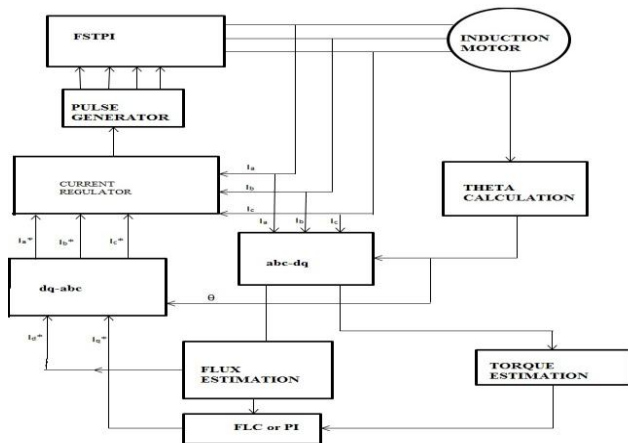 FSTPI
INDUCTION
MOTOR
PULSE
GENERATOR
CURRENT
REGULATOR
Ia
Ib
Ic
THETA
CALCULATION
Ia
Ib
Ic
Ia*
Ib*
Ic*
abc-dq
dq-abc
Θ
Id*
Iq*
FLUX
ESTIMATION
TORQUE
ESTIMATION
FLC or PI